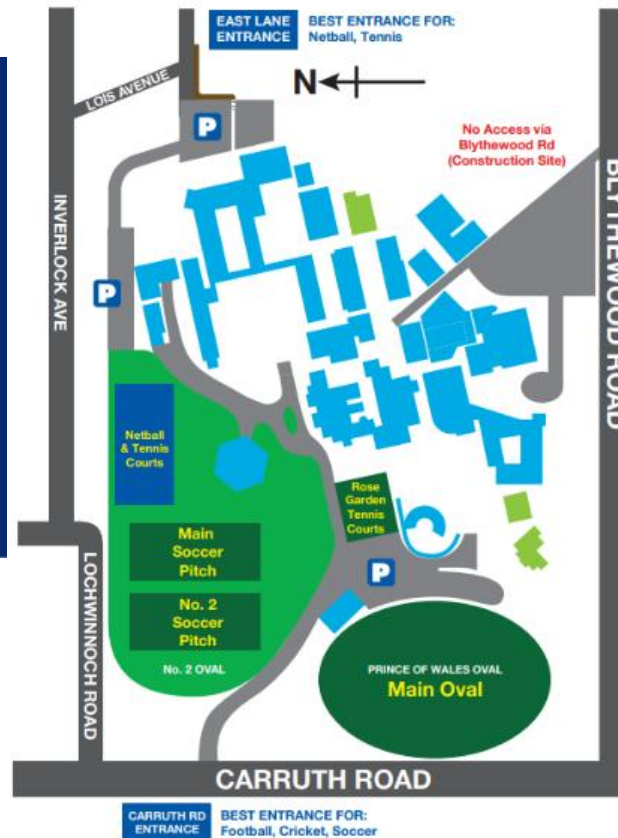 EAST LANE
ENTRANCE
BEST ENTRANCE FOR:
Netball, Tennis
N
LOIS AVENUE
P
No Access via
Blythewood Rd
(Construction Site)
INVERLOCK AVE
BLYTHEWOOD ROAD
P
Netball
& Tennis
Courts
Rose
Garden
Tennis
Courts
Main
Soccer
Pitch
P
No. 2
Soccer
Pitch
LOCHWINNOCH ROAD
No. 2 OVAL
PRINCE OF WALES OVAL
Main Oval
CARRUTH ROAD
CARRUTH RD
ENTRANCE
BEST ENTRANCE FOR:
Football, Cricket, Soccer